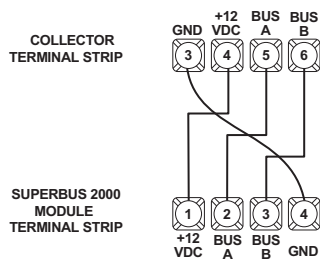 GND +12 VDC BUS A BUS B
COLLECTOR TERMINAL STRIP
3 4 5 6
SUPERBUS 2000 MODULE TERMINAL STRIP
1 2 3 4
+12 VDC BUS A BUS B GND